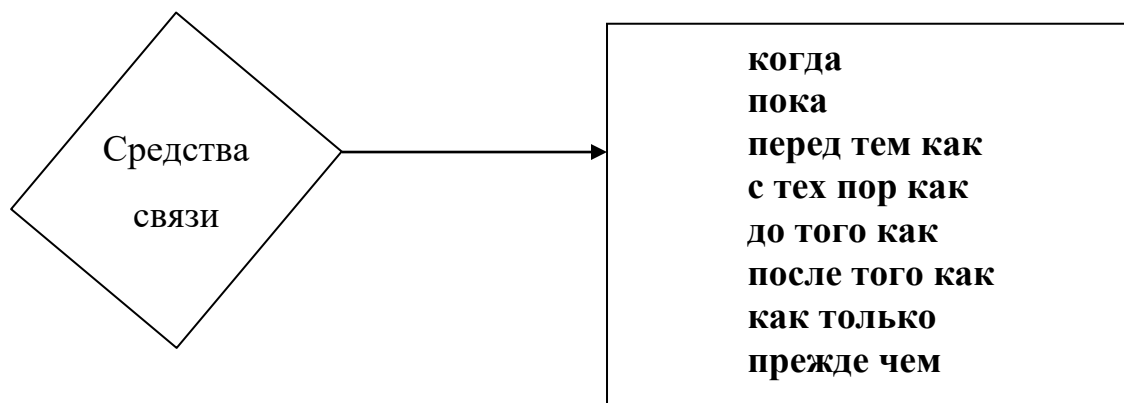 Средства
связи
когда
пока
перед тем как
с тех пор как
до того как
после того как
как только
прежде чем